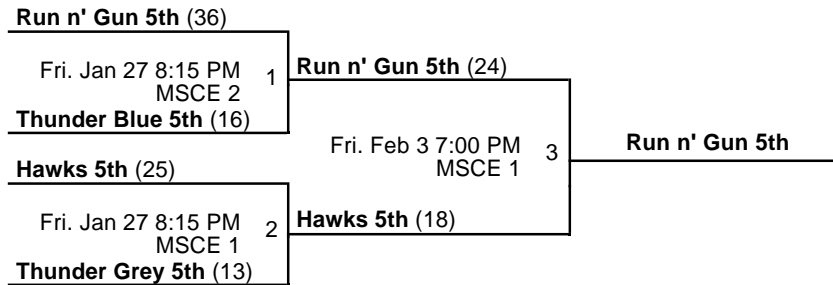 Run n' Gun 5th (36)
Fri. Jan 27 8:15 PM 1
MSCE 2
Thunder Blue 5th (16)
Run n' Gun 5th (24)
Fri. Feb 3 7:00 PM 3
MSCE 1
Run n' Gun 5th
Hawks 5th (25)
Fri. Jan 27 8:15 PM 2
MSCE 1
Thunder Grey 5th (13)
Hawks 5th (18)